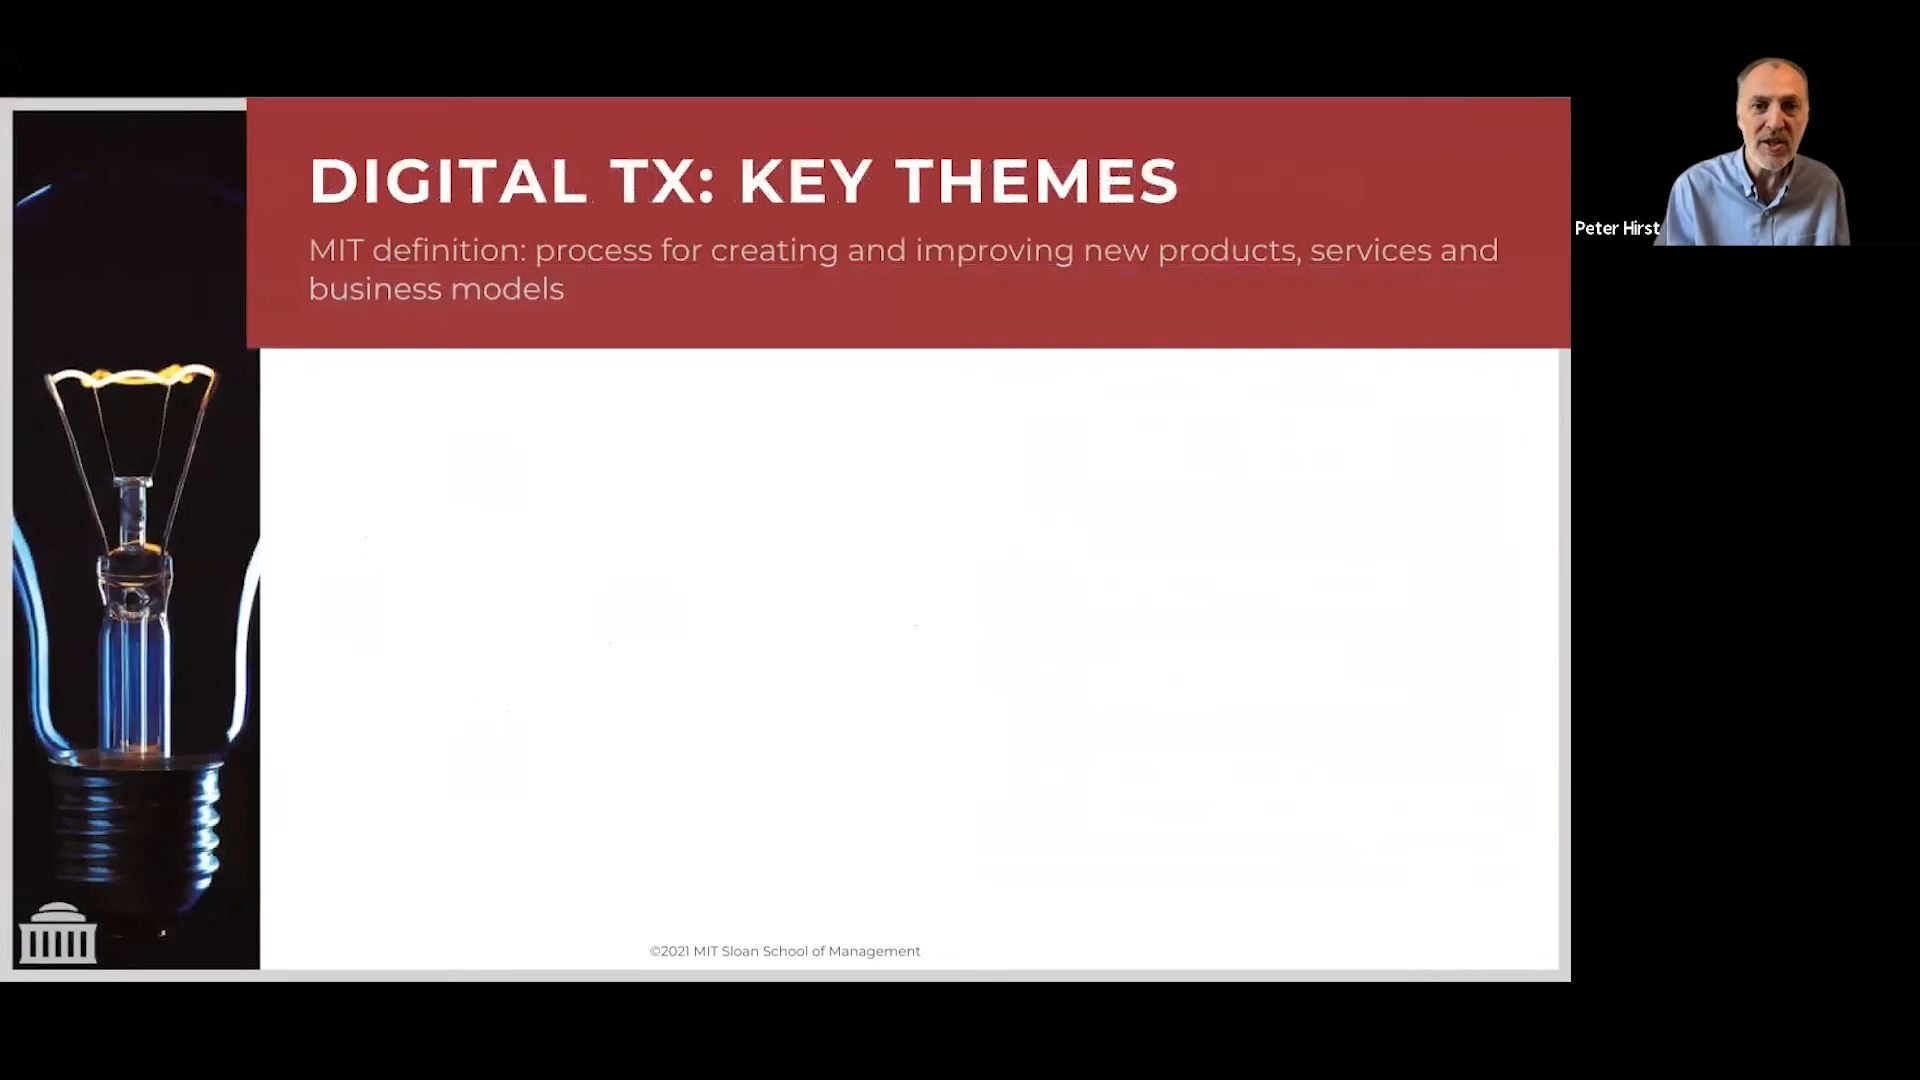 DIGITAL TX: KEY THEMES
MIT definition: process for creating and improving new products, services and
business models
Peter Hirst
©2021 MIT Sloan School of Management